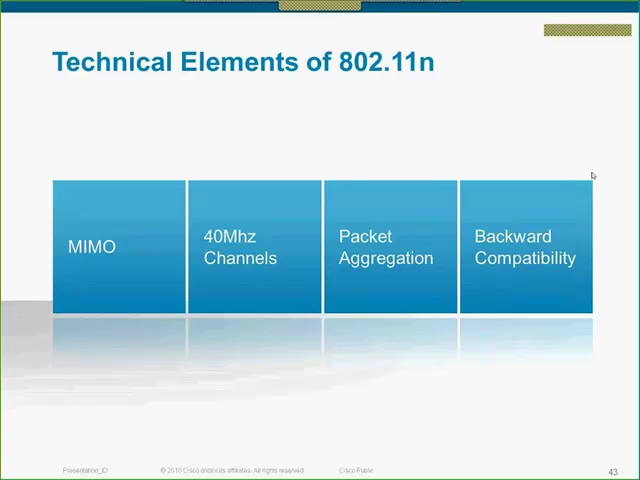 Technical Elements of 802.11n
MIMO
40Mhz
Channels
Packet
Aggregation
Backward
Compatibility
Presentation_ID
© 2010 Cisco and/or its affiliates. All rights reserved.
Cisco Public
43